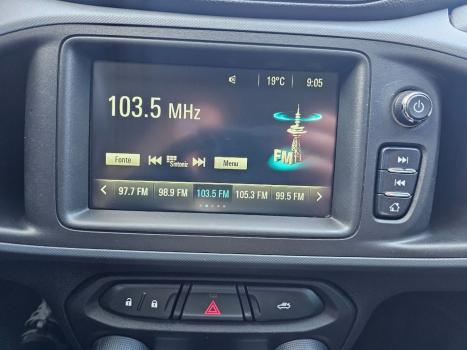 19°C 9:05
103.5 MHz
FM
Fonte Sintonir Menu
97.7 FM 98.9 FM 103.5 FM 105.3 FM 99.5 FM